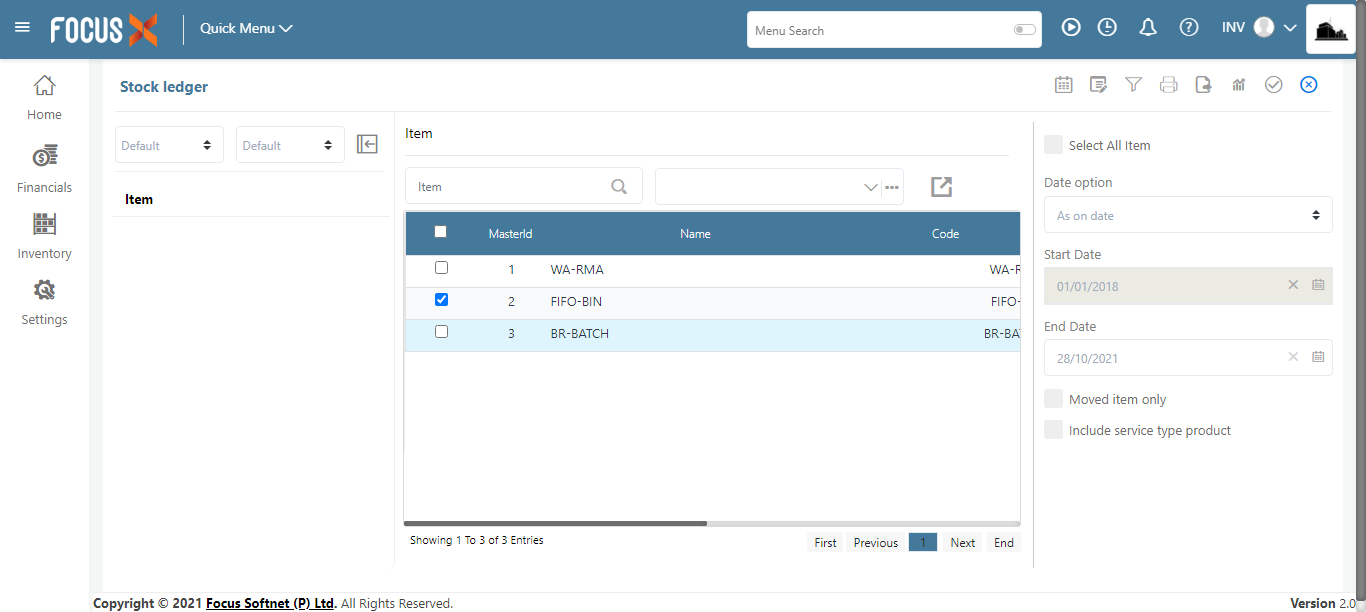 FOCUS X
Quick Menu
Menu Search
INV
Home
Financials
Inventory
Settings
Stock ledger
Default
Default
Item
Item
Item
MasterId Name Code
1 WA-RMA WA-R
2 FIFO-BIN FIFO-
3 BR-BATCH BR-BA
Showing 1 To 3 of 3 Entries
First Previous 1 Next End
Select All Item
Date option
As on date
Start Date
01/01/2018
End Date
28/10/2021
Moved item only
Include service type product
Copyright © 2021 Focus Softnet (P) Ltd. All Rights Reserved.
Version 2.0